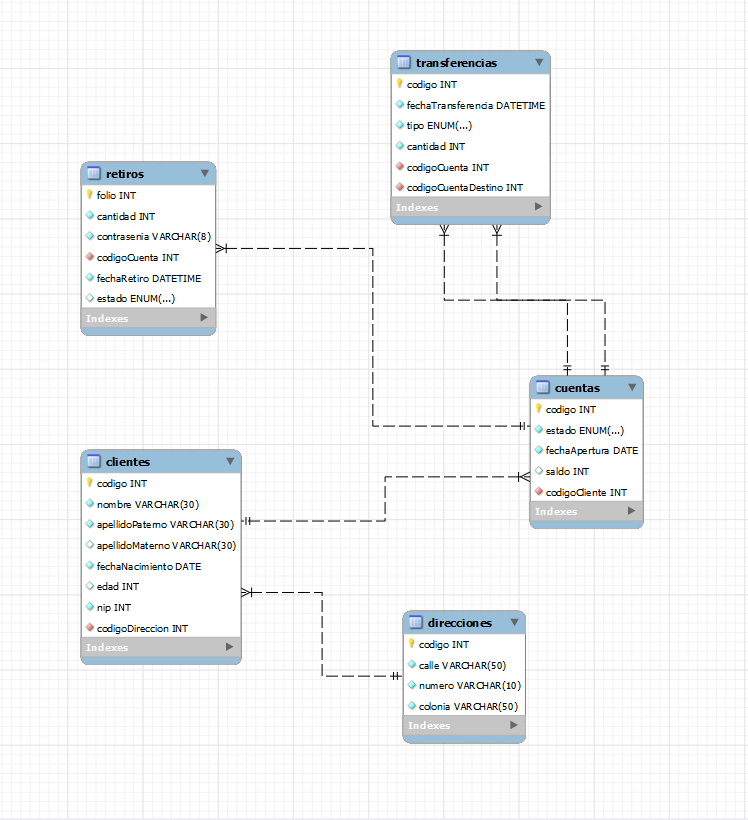 transferencias
codigo INT
fechaTransferencia DATETIME
tipo ENUM(...)
cantidad INT
codigoCuenta INT
codigoCuentaDestino INT
Indexes
retiros
folio INT
cantidad INT
contrasenia VARCHAR(8)
codigoCuenta INT
fechaRetiro DATETIME
estado ENUM(...)
Indexes
cuentas
codigo INT
estado ENUM(...)
fechaApertura DATE
saldo INT
codigoCliente INT
Indexes
clientes
codigo INT
nombre VARCHAR(30)
apellidoPaterno VARCHAR(30)
apellidoMaterno VARCHAR(30)
fechaNacimiento DATE
edad INT
nip INT
codigoDireccion INT
Indexes
direcciones
codigo INT
calle VARCHAR(50)
numero VARCHAR(10)
colonia VARCHAR(50)
Indexes